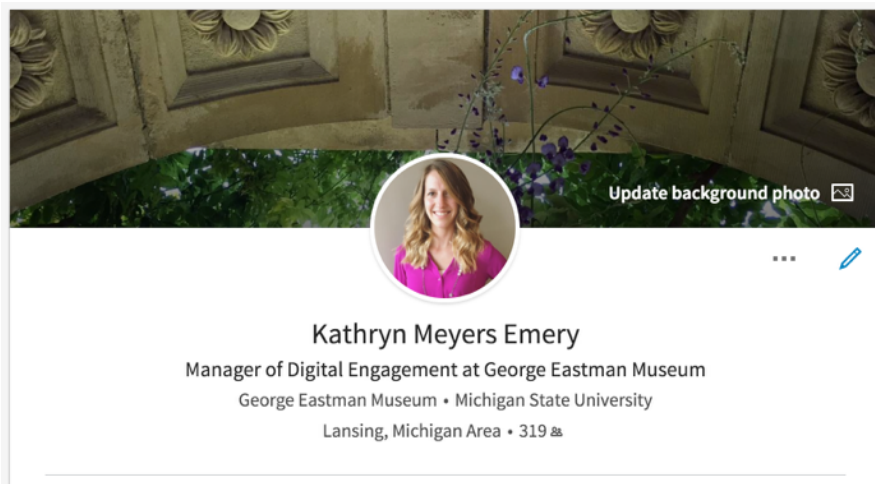 Update background photo
Kathryn Meyers Emery
Manager of Digital Engagement at George Eastman Museum
George Eastman Museum • Michigan State University
Lansing, Michigan Area • 319